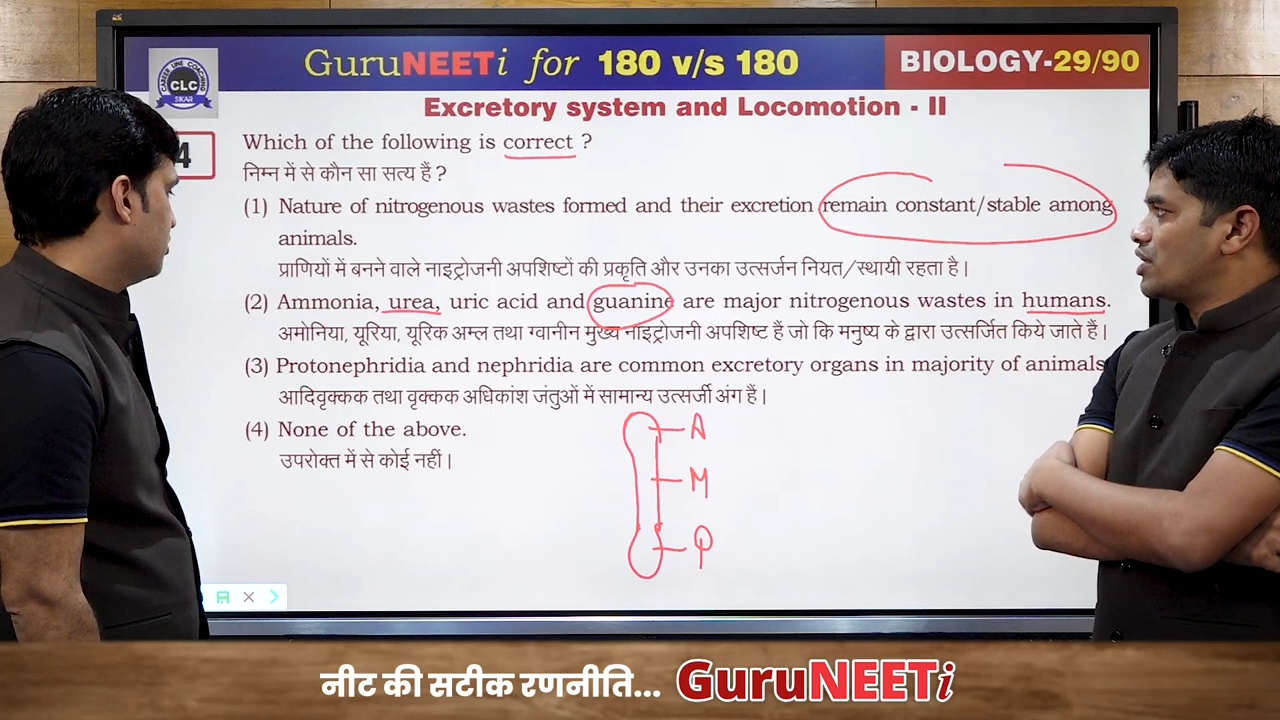 CAREER LINE COACHING
CLC
SIKAR
GuruNEETi for 180 v/s 180
BIOLOGY-29/90
Excretory system and Locomotion - II
4
Which of the following is correct ?
निम्न में से कौन सा सत्य हैं ?
(1) Nature of nitrogenous wastes formed and their excretion remain constant/stable among
animals.
प्राणियों में बनने वाले नाइट्रोजनी अपशिष्टों की प्रकृति और उनका उत्सर्जन नियत/स्थायी रहता है।
(2) Ammonia, urea, uric acid and guanine are major nitrogenous wastes in humans.
अमोनिया, यूरिया, यूरिक अम्ल तथा ग्वानीन मुख्य नाइट्रोजनी अपशिष्ट हैं जो कि मनुष्य के द्वारा उत्सर्जित किये जाते हैं।
(3) Protonephridia and nephridia are common excretory organs in majority of animals
आदिवृक्कक तथा वृक्कक अधिकांश जंतुओं में सामान्य उत्सर्जी अंग हैं।
(4) None of the above.
उपरोक्त में से कोई नहीं।
A
M
P
नीट की सटीक रणनीति... GuruNEETi